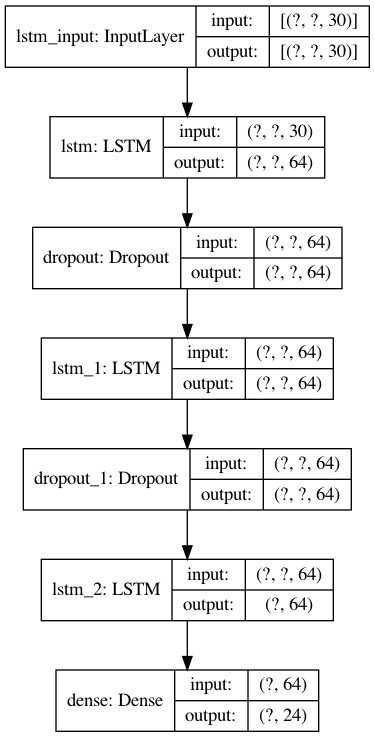 lstm_input: InputLayer
input: [(?, ?, 30)]
output: [(?, ?, 30)]
lstm: LSTM
input: (?, ?, 30)
output: (?, ?, 64)
dropout: Dropout
input: (?, ?, 64)
output: (?, ?, 64)
lstm_1: LSTM
input: (?, ?, 64)
output: (?, ?, 64)
dropout_1: Dropout
input: (?, ?, 64)
output: (?, ?, 64)
lstm_2: LSTM
input: (?, ?, 64)
output: (?, 64)
dense: Dense
input: (?, 64)
output: (?, 24)